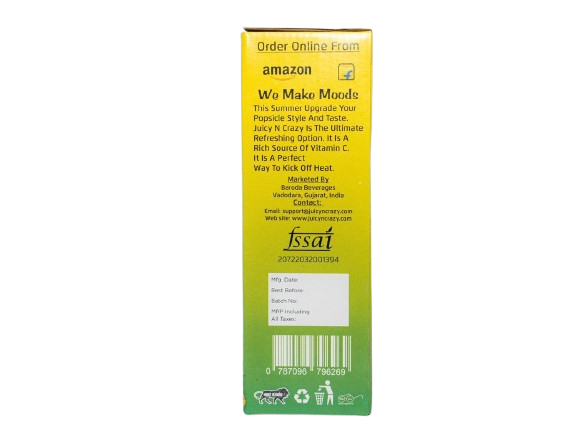 Order Online From
amazon
We Make Moods
This Summer Upgrade Your
Popsicle Style And Taste.
Juicy N Crazy Is The Ultimate
Refreshing Option. It Is A
Rich Source Of Vitamin C.
It Is A Perfect
Way To Kick Off Heat.
Marketed By
Baroda Beverages
Vadodara, Gujarat, India
Contact:
Email: support@juicyncrazy.com
Web site: www.juicyncrazy.com
fssai
20722032001394
Mfg. Date:
Best Before:
Batch No:
MRP Including
All Taxes:
0 787096 796269